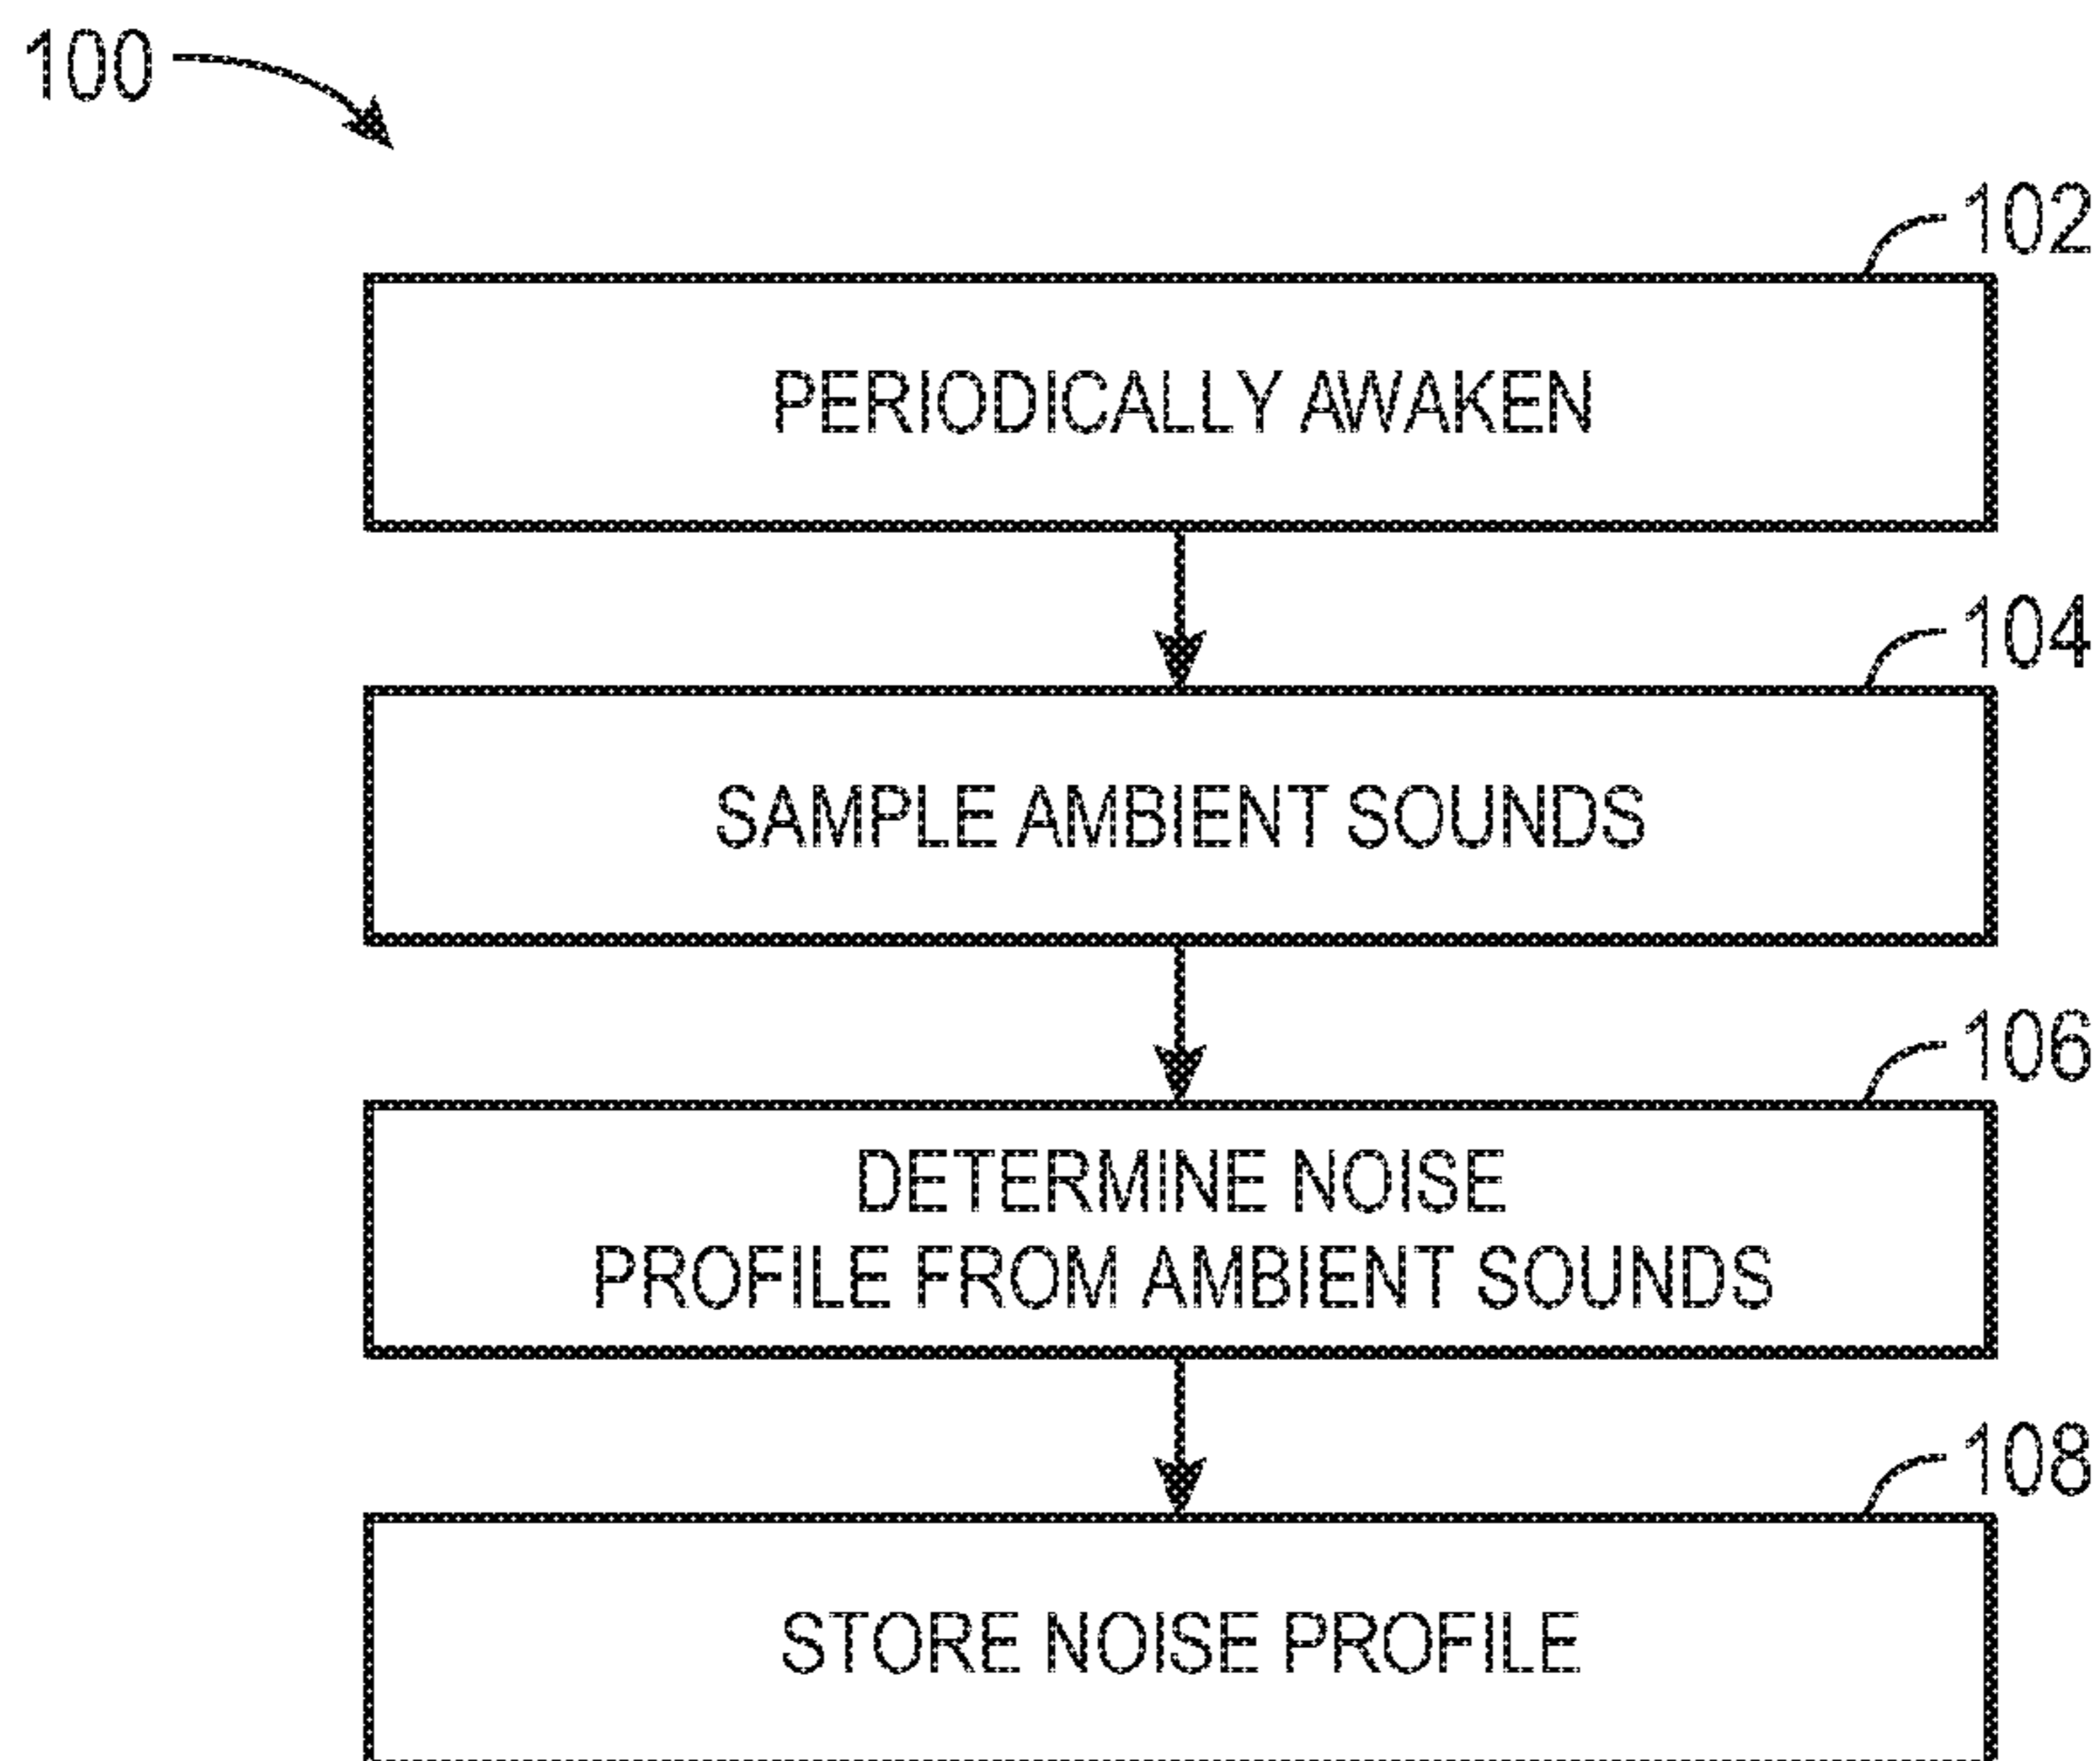 100
102
PERIODICALLY AWAKEN
104
SAMPLE AMBIENT SOUNDS
106
DETERMINE NOISE
PROFILE FROM AMBIENT SOUNDS
108
STORE NOISE PROFILE